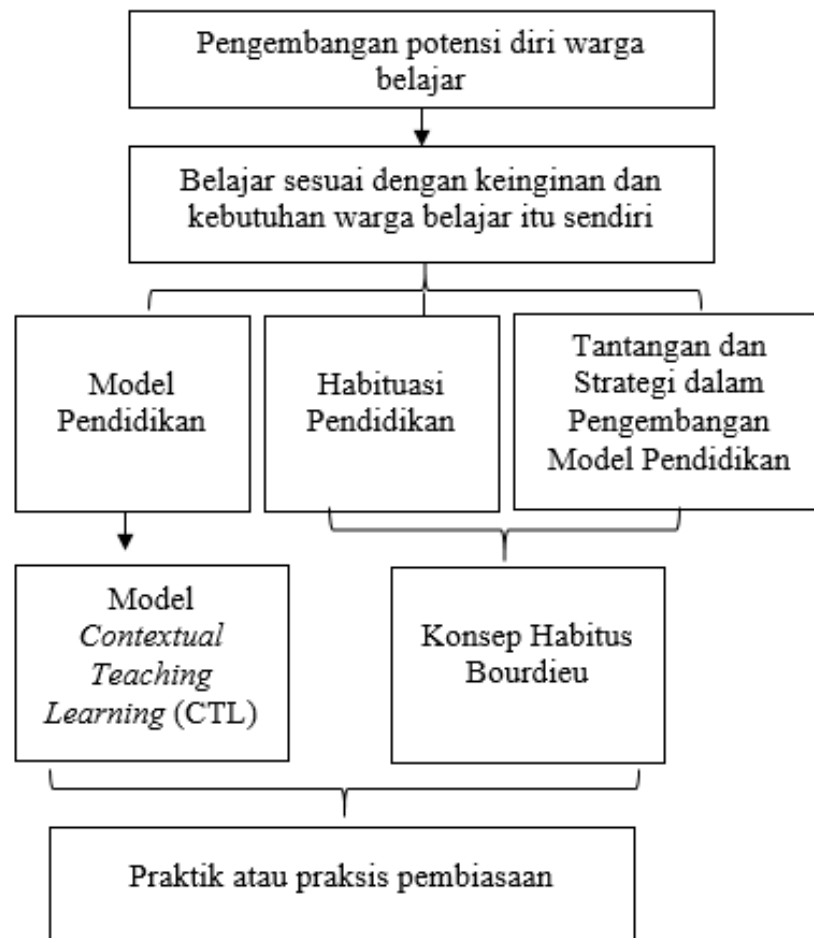 Pengembangan potensi diri warga
belajar
Belajar sesuai dengan keinginan dan
kebutuhan warga belajar itu sendiri
Model
Pendidikan
Habituasi
Pendidikan
Tantangan dan
Strategi dalam
Pengembangan
Model Pendidikan
Model
Contextual
Teaching
Learning (CTL)
Konsep Habitus
Bourdieu
Praktik atau praksis pembiasaan